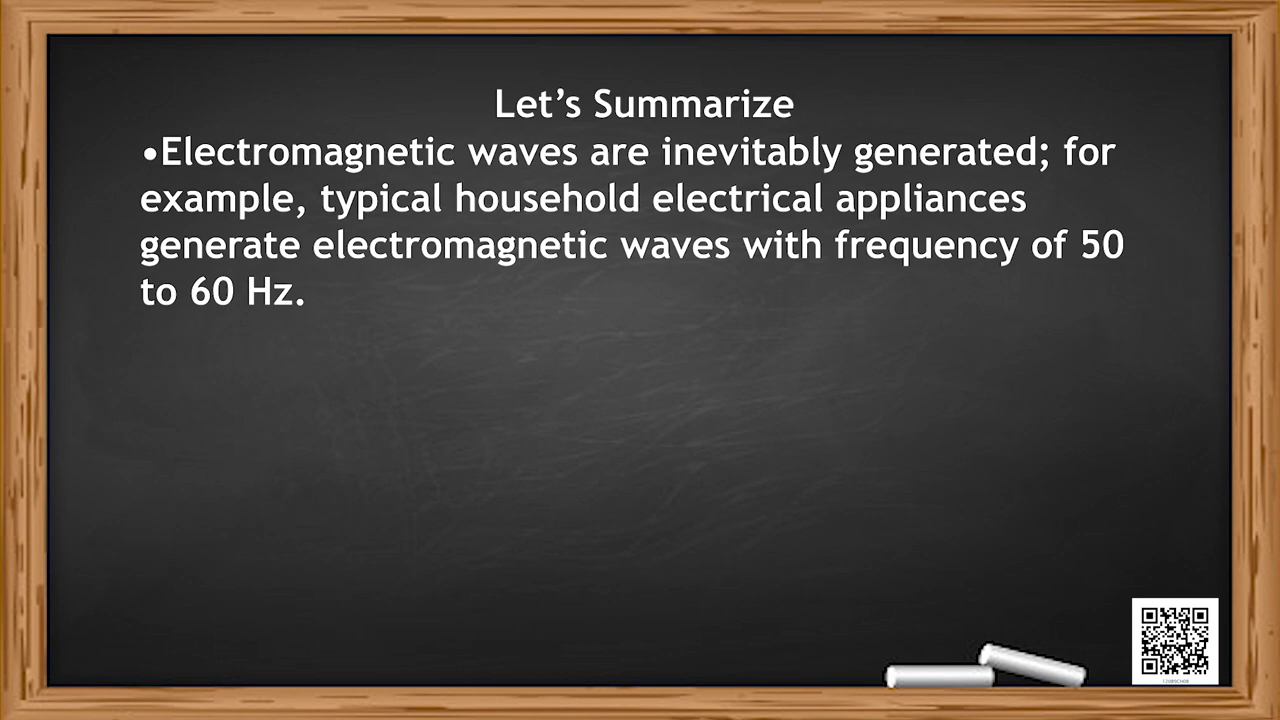 Let’s Summarize
•Electromagnetic waves are inevitably generated; for
example, typical household electrical appliances
generate electromagnetic waves with frequency of 50
to 60 Hz.